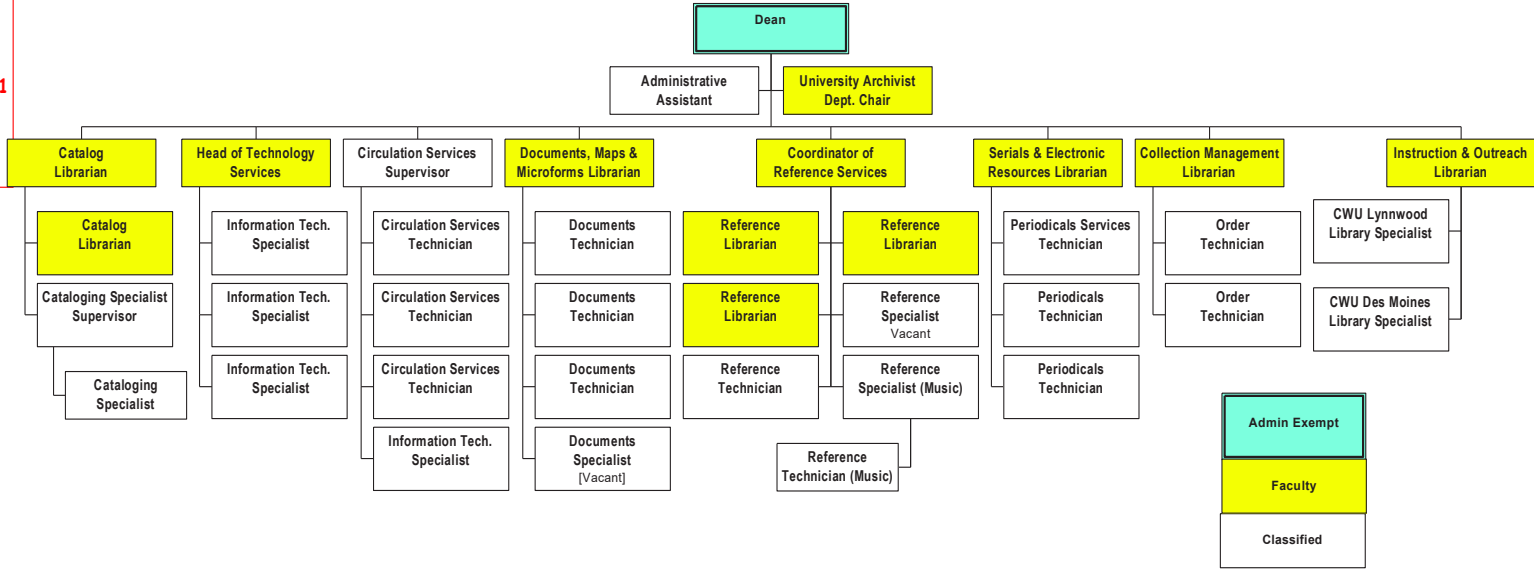 Dean
1
Administrative
Assistant
University Archivist
Dept. Chair
Catalog
Librarian
Head of Technology
Services
Circulation Services
Supervisor
Documents, Maps &
Microforms Librarian
Coordinator of
Reference Services
Serials & Electronic
Resources Librarian
Collection Management
Librarian
Instruction & Outreach
Librarian
Catalog
Librarian
Cataloging Specialist
Supervisor
Cataloging
Specialist
Information Tech.
Specialist
Information Tech.
Specialist
Information Tech.
Specialist
Circulation Services
Technician
Circulation Services
Technician
Circulation Services
Technician
Information Tech.
Specialist
Documents
Technician
Documents
Technician
Documents
Technician
Documents
Specialist
[Vacant]
Reference
Librarian
Reference
Librarian
Reference
Technician
Reference
Librarian
Reference
Specialist
Vacant
Reference
Specialist (Music)
Reference
Technician (Music)
Periodicals Services
Technician
Periodicals
Technician
Periodicals
Technician
Order
Technician
Order
Technician
CWU Lynnwood
Library Specialist
CWU Des Moines
Library Specialist
Admin Exempt
Faculty
Classified